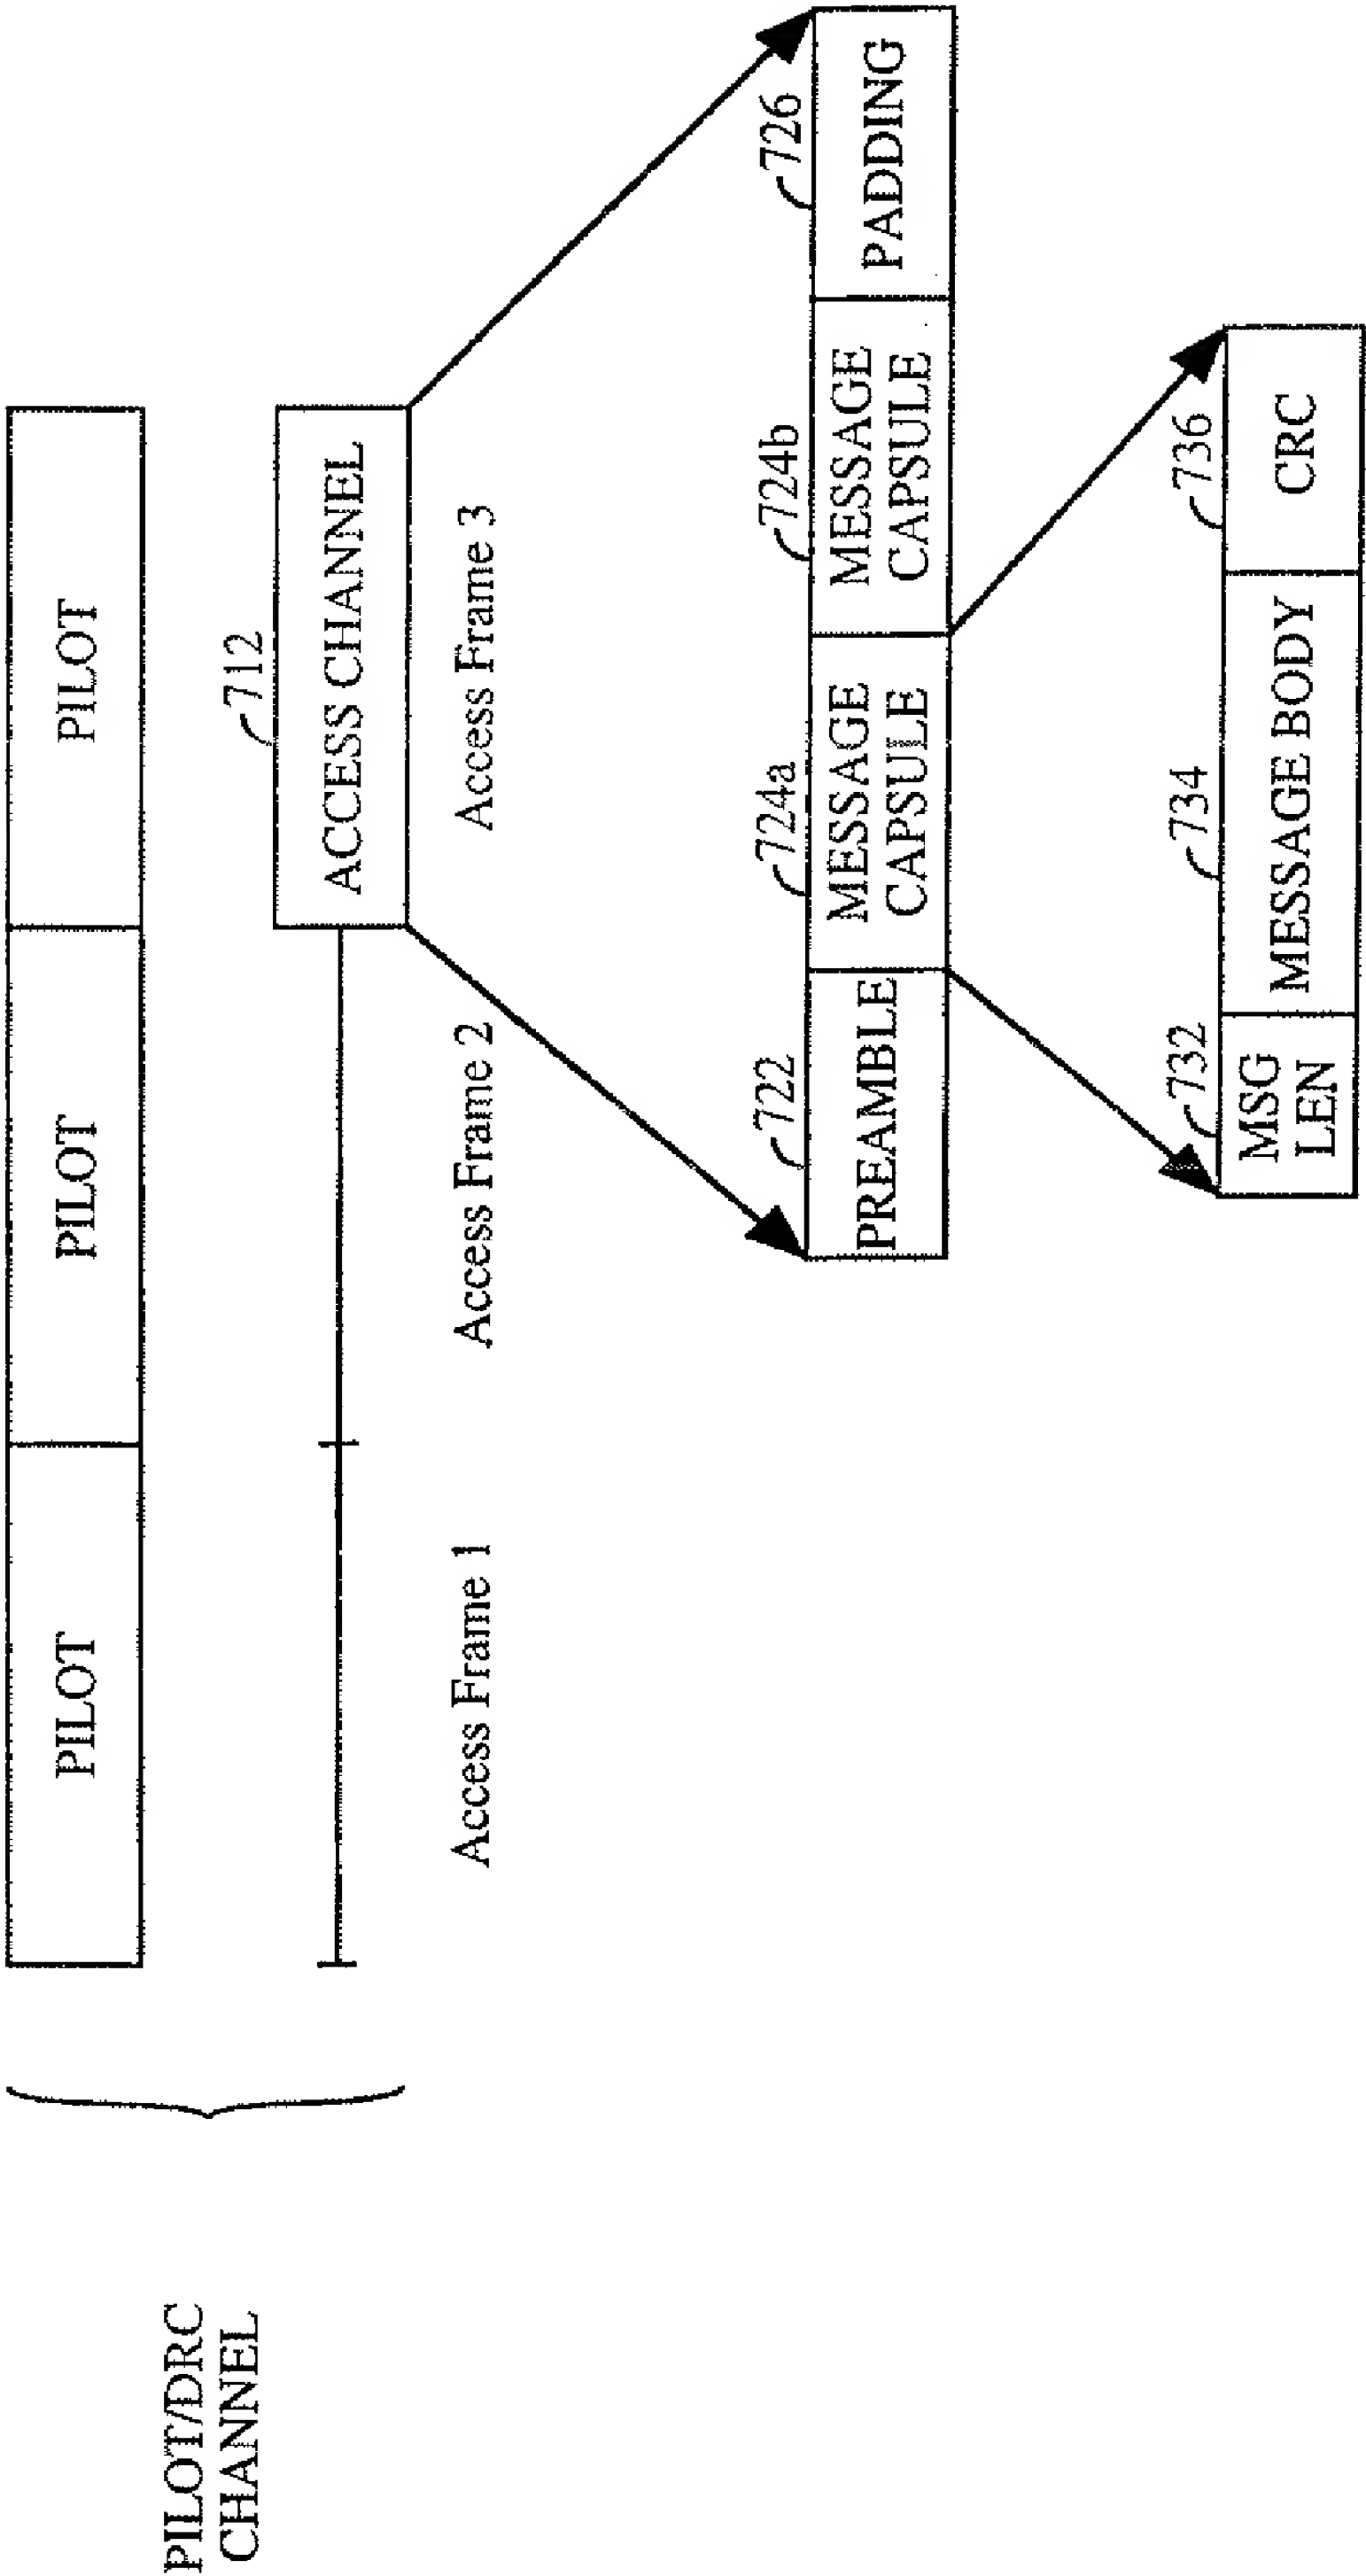 PILOT/DRC
CHANNEL
PILOT
PILOT
PILOT
712
ACCESS CHANNEL
Access Frame 1
Access Frame 2
Access Frame 3
722
724a
724b
726
PREAMBLE
MESSAGE
CAPSULE
MESSAGE
CAPSULE
PADDING
732
734
736
MSG
LEN
MESSAGE BODY
CRC